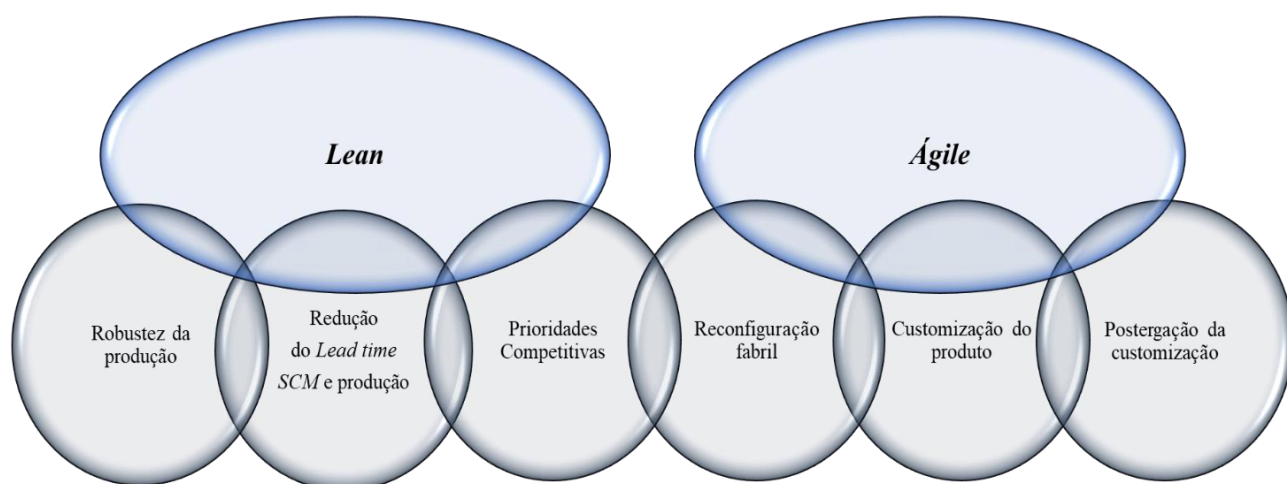 Lean
Ágile
Robustez da
produção
Redução
do Lead time
SCM e produção
Prioridades
Competitivas
Reconfiguração
fabril
Customização do
produto
Postergação da
customização